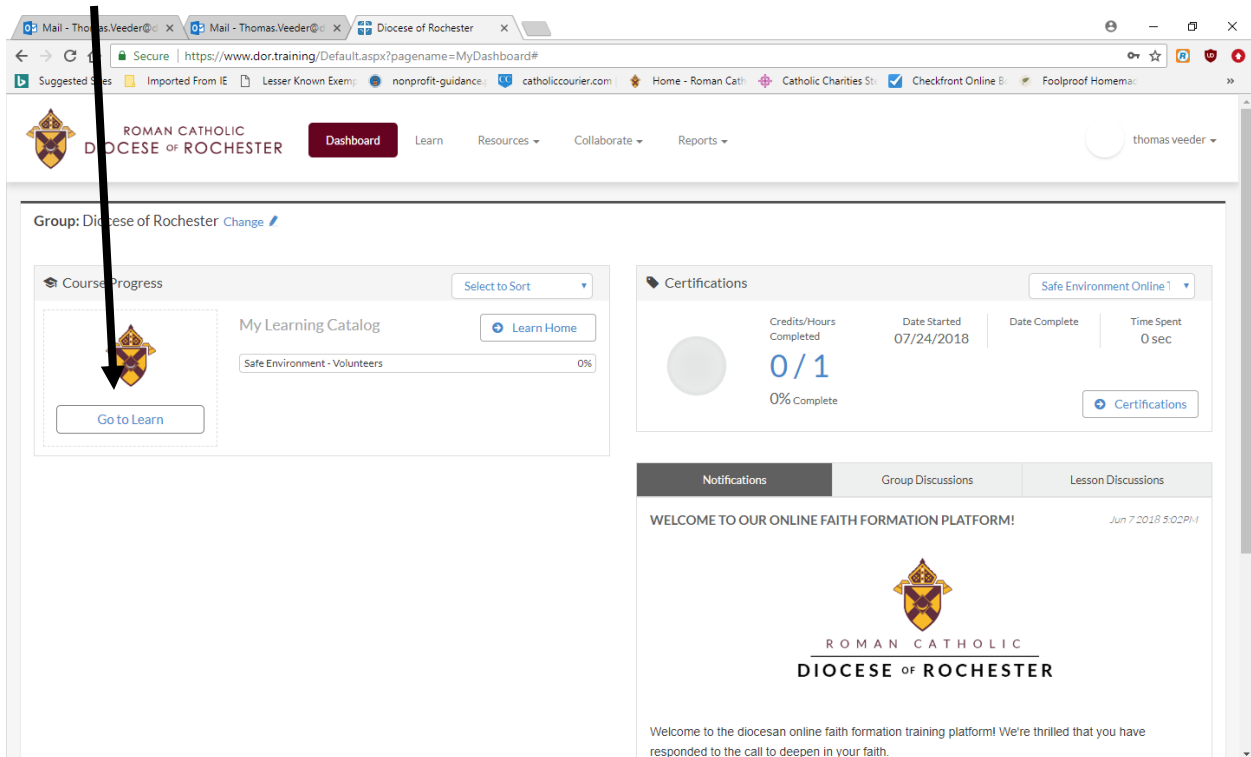 Mail - Thomas.Veeder@d
Mail - Thomas.Veeder@d
Diocese of Rochester
Secure | https://www.dor.training/Default.aspx?pagename=MyDashboard#
Suggested Sites Imported From IE Lesser Known Exemp nonprofit-guidance. catholiccourier.com | Home - Roman Cath Catholic Charities Ste Checkfront Online B Foolproof Homemad »
ROMAN CATHOLIC
DIOCESE OF ROCHESTER
Dashboard Learn Resources Collaborate Reports thomas veeder
Group: Diocese of Rochester Change
Course Progress Select to Sort
My Learning Catalog Learn Home
Safe Environment - Volunteers 0%
Go to Learn
Certifications Safe Environment Online T
Credits/Hours Completed Date Started Date Complete Time Spent
0 / 1 07/24/2018 0 sec
0% Complete
Certifications
Notifications Group Discussions Lesson Discussions
WELCOME TO OUR ONLINE FAITH FORMATION PLATFORM! Jun 7 2018 5:02PM
ROMAN CATHOLIC
DIOCESE OF ROCHESTER
Welcome to the diocesan online faith formation training platform! We're thrilled that you have
responded to the call to deepen in your faith.